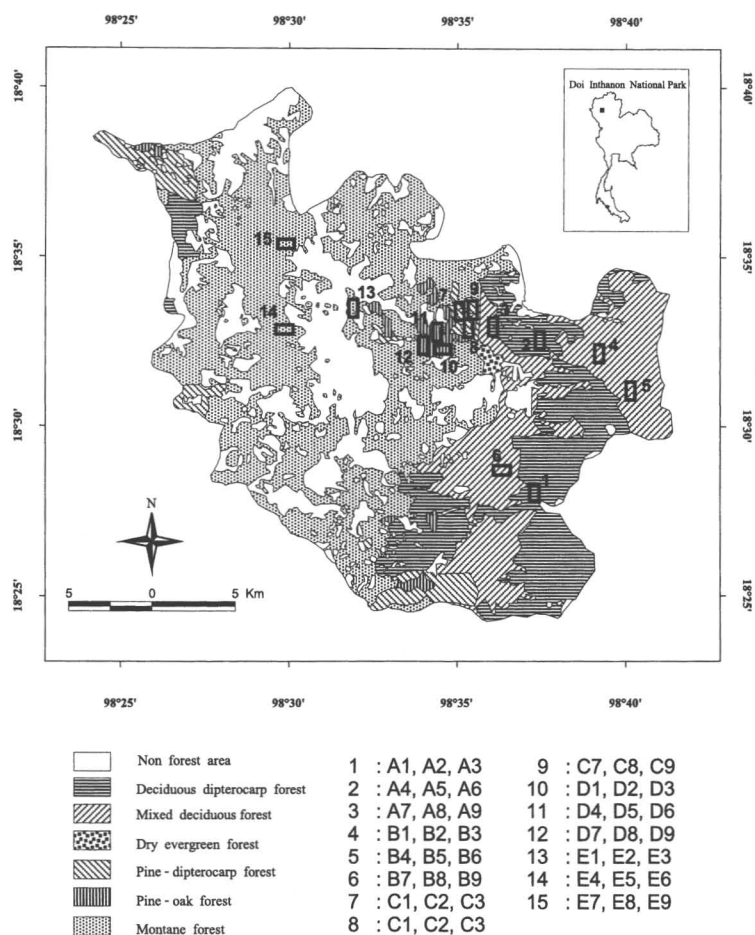 98°25' 98°30' 98°35' 98°40'
18°40' 18°40'
Doi Inthanon National Park
18°35' 18°35'
15
13
7 9
14
11 3
12 10 8 2 4
5
18°30' 18°30'
6
1
N
5 0 5 Km
18°25' 18°25'
98°25' 98°30' 98°35' 98°40'
Non forest area
Deciduous dipterocarp forest
Mixed deciduous forest
Dry evergreen forest
Pine - dipterocarp forest
Pine - oak forest
Montane forest
1 : A1, A2, A3
2 : A4, A5, A6
3 : A7, A8, A9
4 : B1, B2, B3
5 : B4, B5, B6
6 : B7, B8, B9
7 : C1, C2, C3
8 : C1, C2, C3
9 : C7, C8, C9
10 : D1, D2, D3
11 : D4, D5, D6
12 : D7, D8, D9
13 : E1, E2, E3
14 : E4, E5, E6
15 : E7, E8, E9